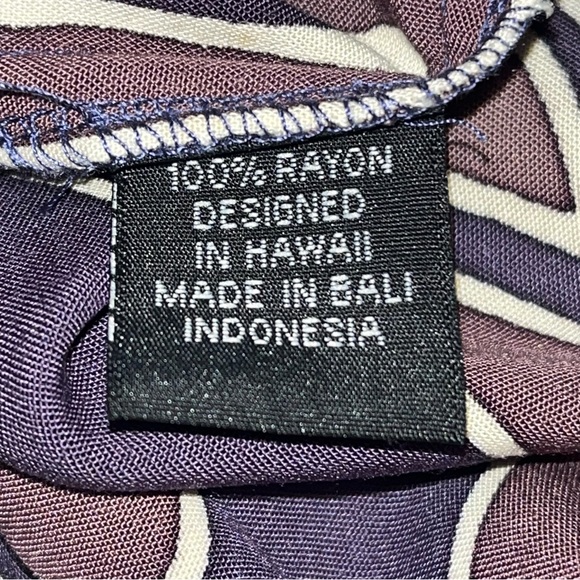 100% RAYON
DESIGNED
IN HAWAII
MADE IN BALI
INDONESIA